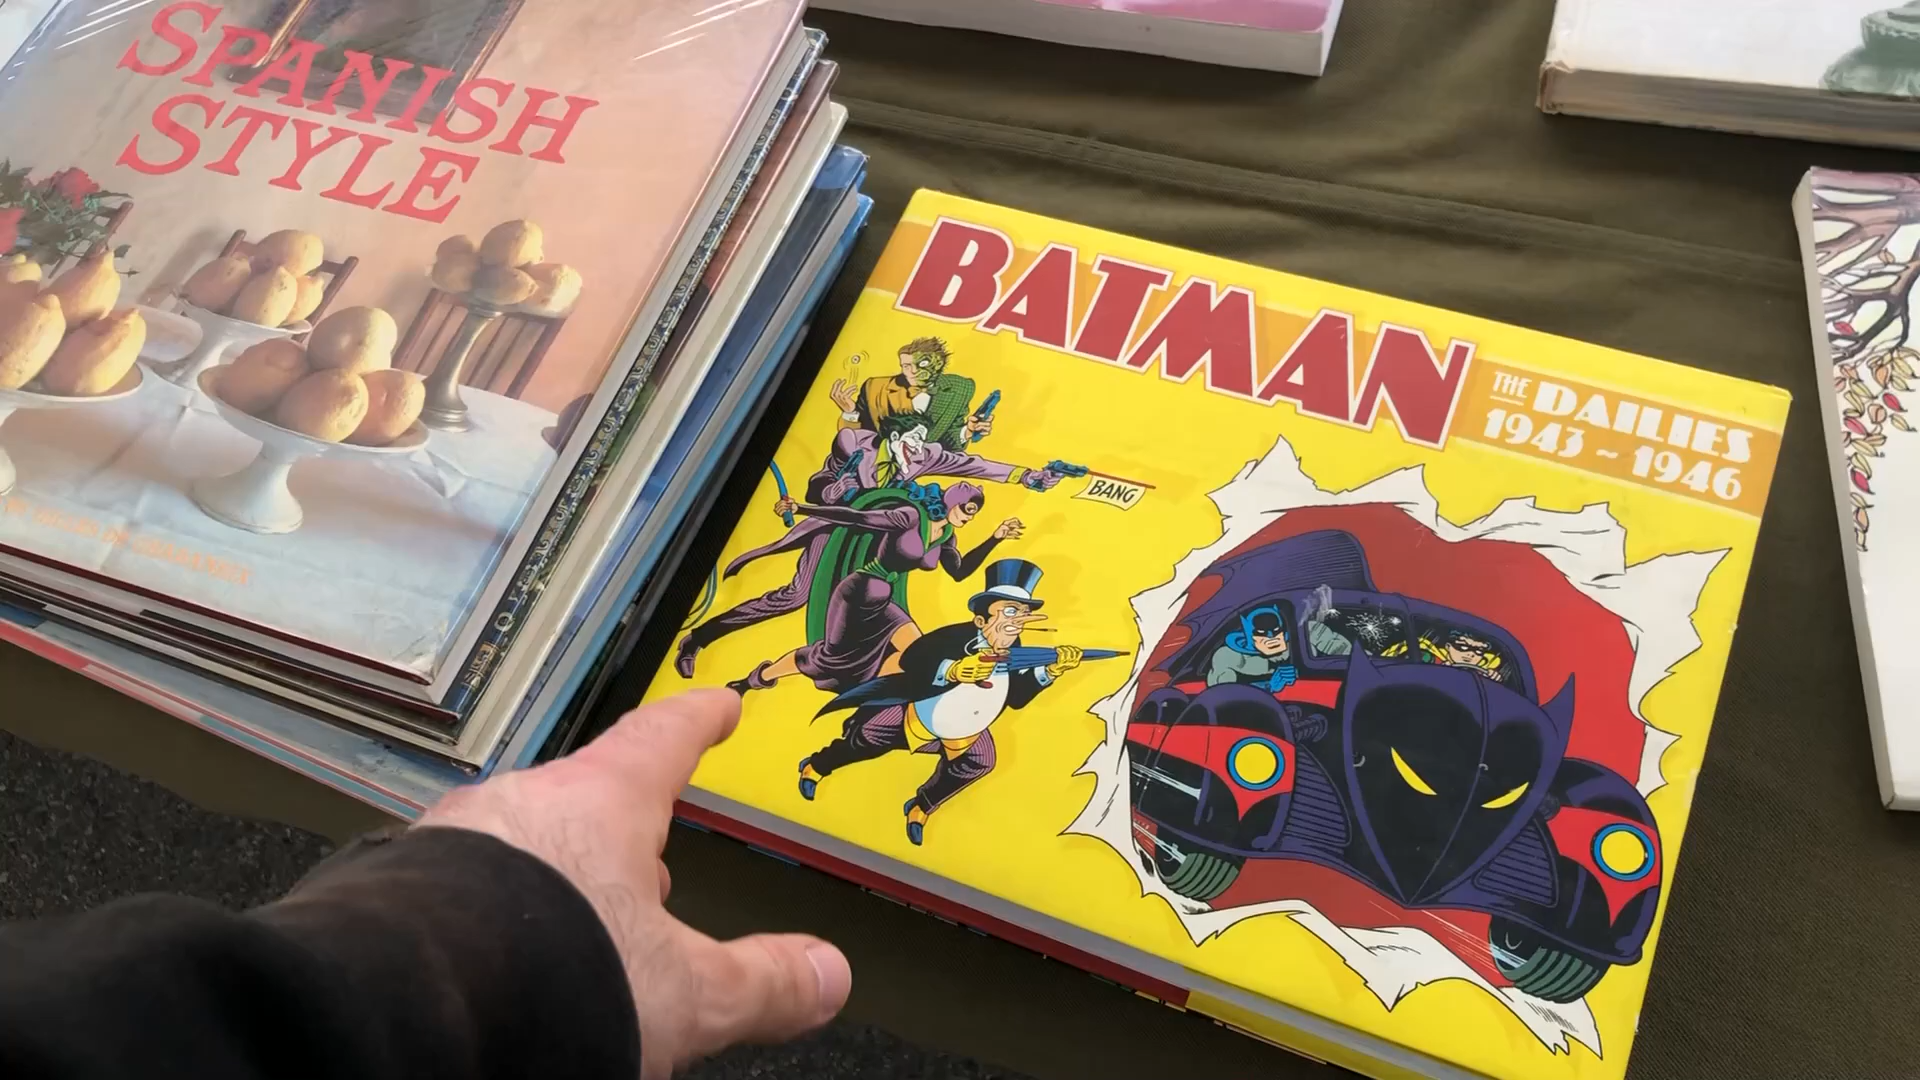 SPANISH
STYLE
BATMAN
THE DAILIES
1943 ~ 1946
BANG